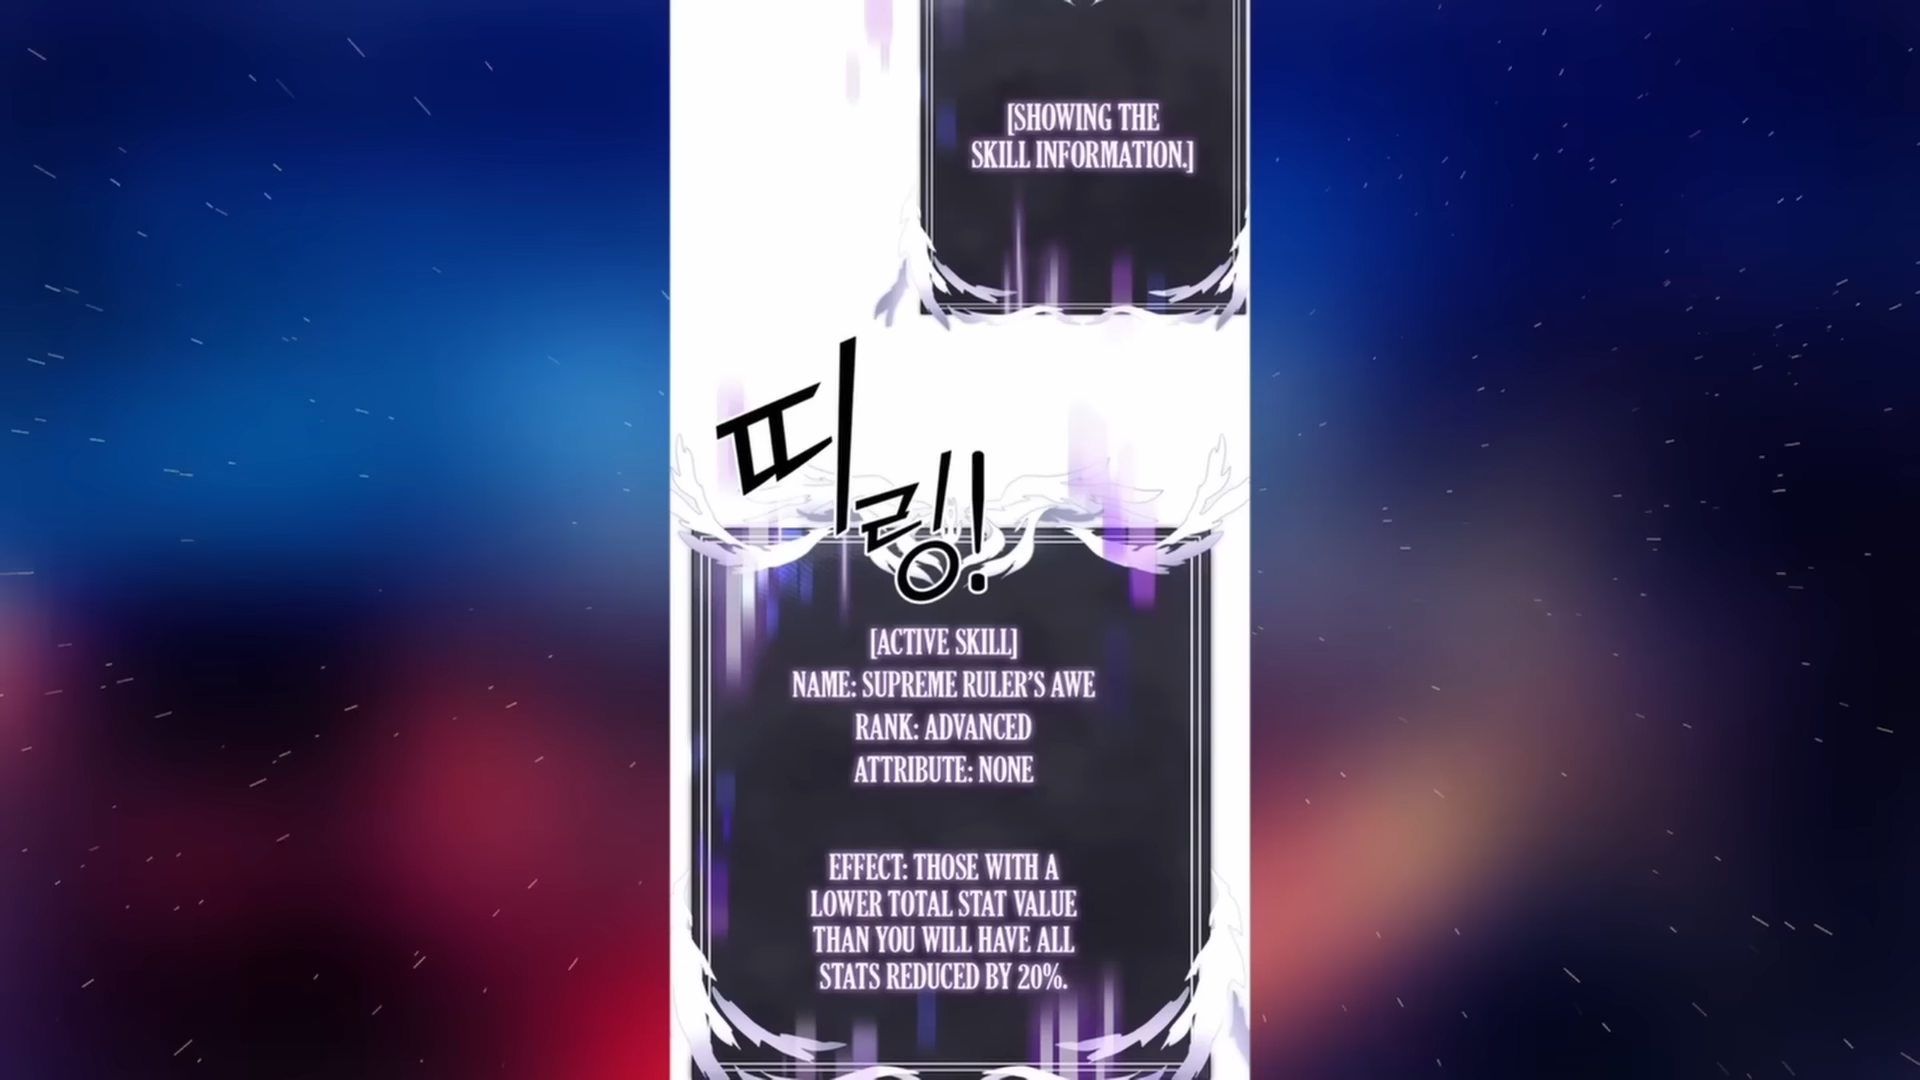 [SHOWING THE
SKILL INFORMATION.]
띠링!
[ACTIVE SKILL]
NAME: SUPREME RULER'S AWE
RANK: ADVANCED
ATTRIBUTE: NONE
EFFECT: THOSE WITH A
LOWER TOTAL STAT VALUE
THAN YOU WILL HAVE ALL
STATS REDUCED BY 20%.